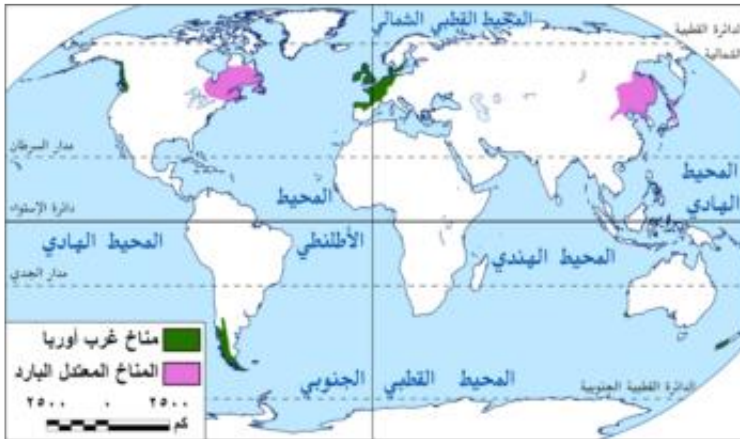 المحيط القطبي الشمالي
الدائرة القطبية
الشمالية
مدار السرطان
المحيط
الهادي
دائرة الإستواء
المحيط
الأطلنطي
المحيط الهادي
المحيط الهندي
مدار الجدي
مناخ غرب أوربا
المناخ المعتدل البارد
٢٥٠٠ ٠ ٢٥٠٠
كم
المحيط القطبي الجنوبي
الدائرة القطبية الجنوبية